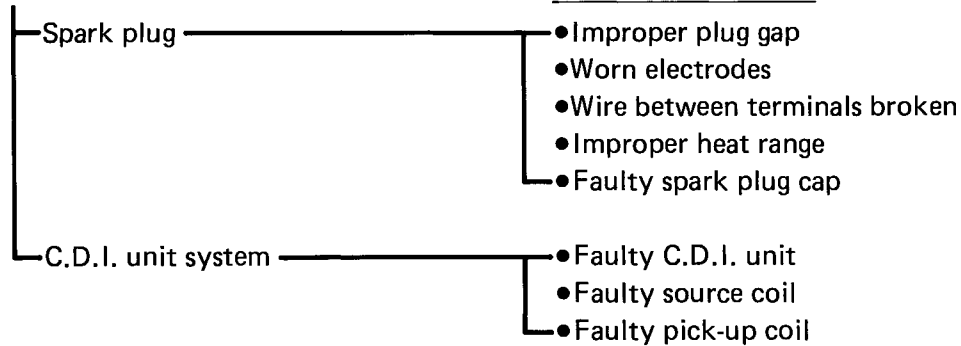 Spark plug
●Improper plug gap
●Worn electrodes
●Wire between terminals broken
●Improper heat range
●Faulty spark plug cap
C.D.I. unit system
●Faulty C.D.I. unit
●Faulty source coil
●Faulty pick-up coil